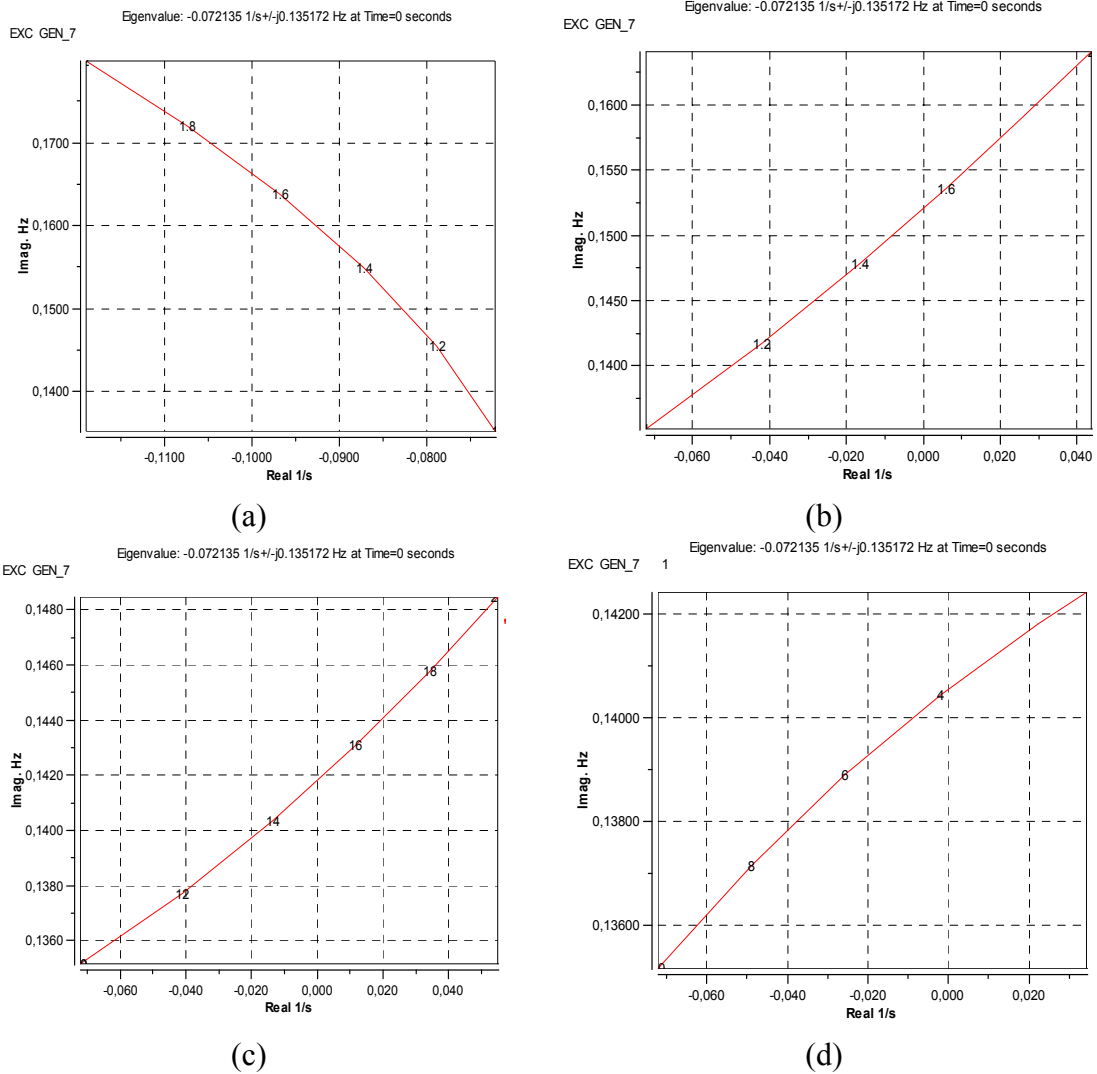 Eigenvalue: -0.072135 1/s+/-j0.135172 Hz at Time=0 seconds
EXC GEN_7
Imag. Hz
0,1700
0,1600
0,1500
0,1400
1.8
1.6
1.4
1.2
-0,1100 -0,1000 -0,0900 -0,0800
Real 1/s
(a)
Eigenvalue: -0.072135 1/s+/-j0.135172 Hz at Time=0 seconds
EXC GEN_7
Imag. Hz
0,1600
0,1550
0,1500
0,1450
0,1400
1.6
1.4
1.2
-0,060 -0,040 -0,020 0,000 0,020 0,040
Real 1/s
(b)
Eigenvalue: -0.072135 1/s+/-j0.135172 Hz at Time=0 seconds
EXC GEN_7
Imag. Hz
0,1480
0,1460
0,1440
0,1420
0,1400
0,1380
0,1360
18
16
14
12
-0,060 -0,040 -0,020 0,000 0,020 0,040
Real 1/s
(c)
Eigenvalue: -0.072135 1/s+/-j0.135172 Hz at Time=0 seconds
EXC GEN_7 1
Imag. Hz
0,14200
0,14000
0,13800
0,13600
4
6
8
-0,060 -0,040 -0,020 0,000 0,020
Real 1/s
(d)